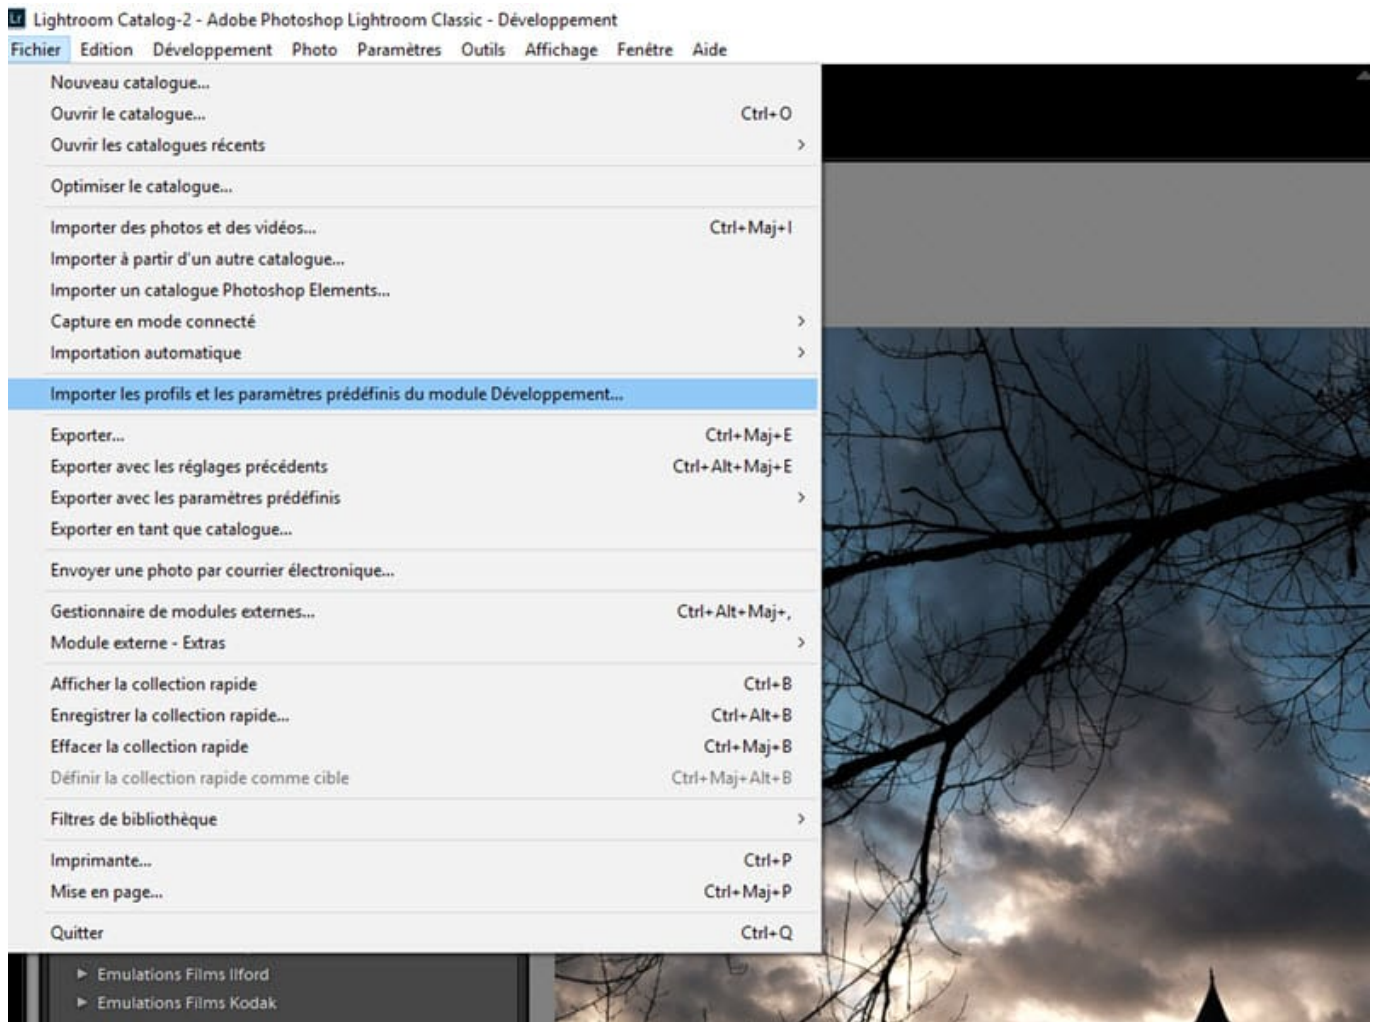 Lr Lightroom Catalog-2 - Adobe Photoshop Lightroom Classic - Développement
Fichier Edition Développement Photo Paramètres Outils Affichage Fenêtre Aide
Nouveau catalogue...
Ouvrir le catalogue... Ctrl+O
Ouvrir les catalogues récents >
Optimiser le catalogue...
Importer des photos et des vidéos... Ctrl+Maj+I
Importer à partir d'un autre catalogue...
Importer un catalogue Photoshop Elements...
Capture en mode connecté >
Importation automatique >
Importer les profils et les paramètres prédéfinis du module Développement...
Exporter... Ctrl+Maj+E
Exporter avec les réglages précédents Ctrl+Alt+Maj+E
Exporter avec les paramètres prédéfinis >
Exporter en tant que catalogue...
Envoyer une photo par courrier électronique...
Gestionnaire de modules externes... Ctrl+Alt+Maj+,
Module externe - Extras >
Afficher la collection rapide Ctrl+B
Enregistrer la collection rapide... Ctrl+Alt+B
Effacer la collection rapide Ctrl+Maj+B
Définir la collection rapide comme cible Ctrl+Maj+Alt+B
Filtres de bibliothèque >
Imprimante... Ctrl+P
Mise en page... Ctrl+Maj+P
Quitter Ctrl+Q
Emulations Films Ilford
Emulations Films Kodak